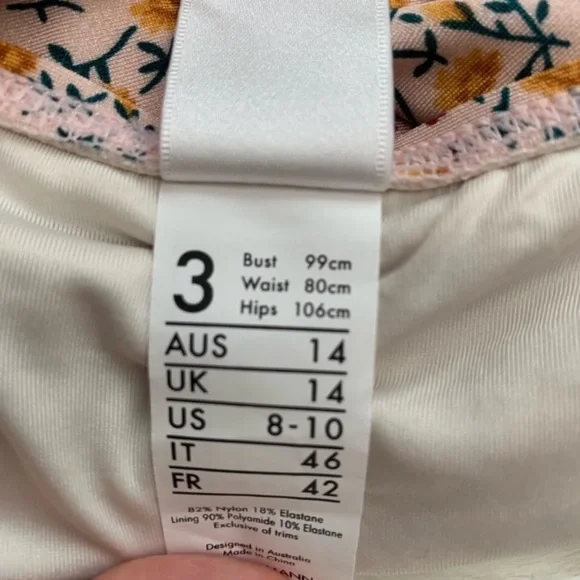 3
Bust 99cm
Waist 80cm
Hips 106cm
AUS 14
UK 14
US 8-10
IT 46
FR 42
82% Nylon 18% Elastane
Lining 90% Polyamide 10% Elastane
Exclusive of trims
Designed in Australia
Made in China